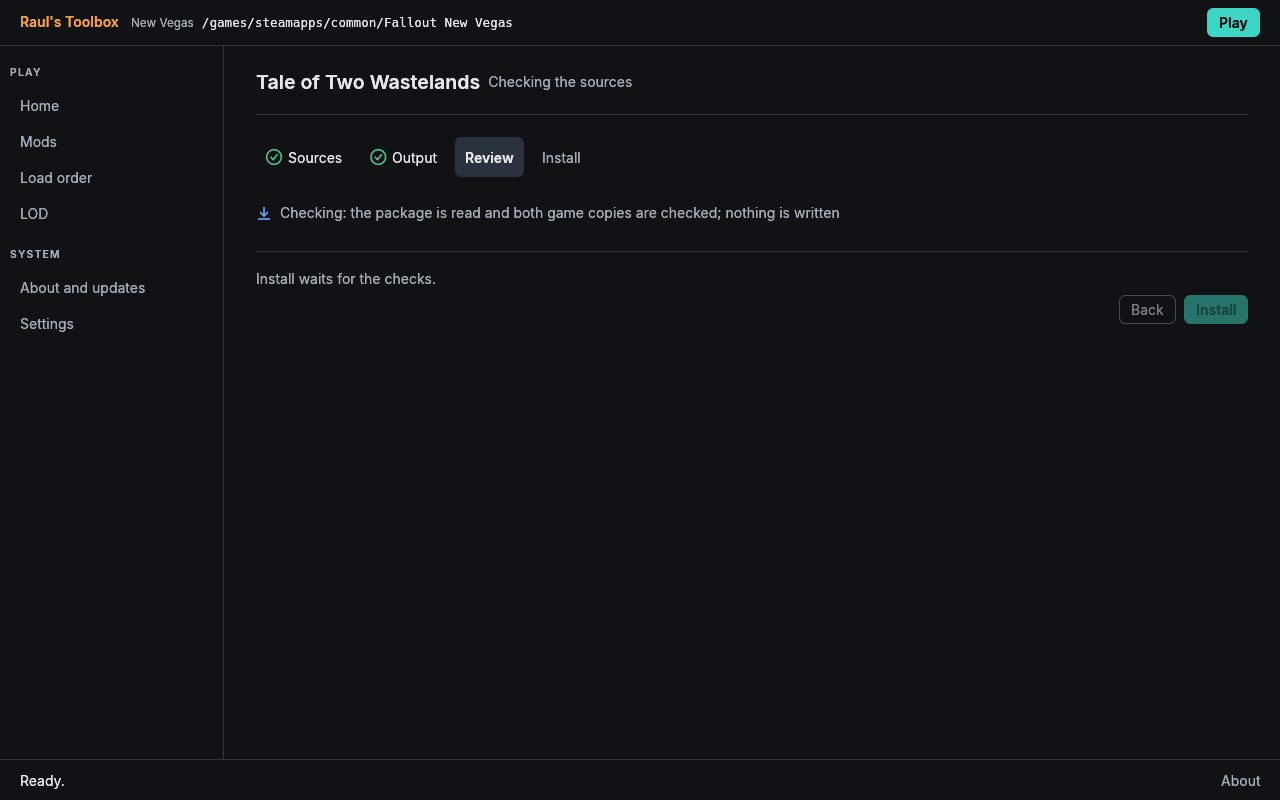 Raul's Toolbox New Vegas /games/steamapps/common/Fallout New Vegas Play
PLAY
Home
Mods
Load order
LOD
SYSTEM
About and updates
Settings
Tale of Two Wastelands Checking the sources
Sources Output Review Install
Checking: the package is read and both game copies are checked; nothing is written
Install waits for the checks.
Back Install
Ready. About